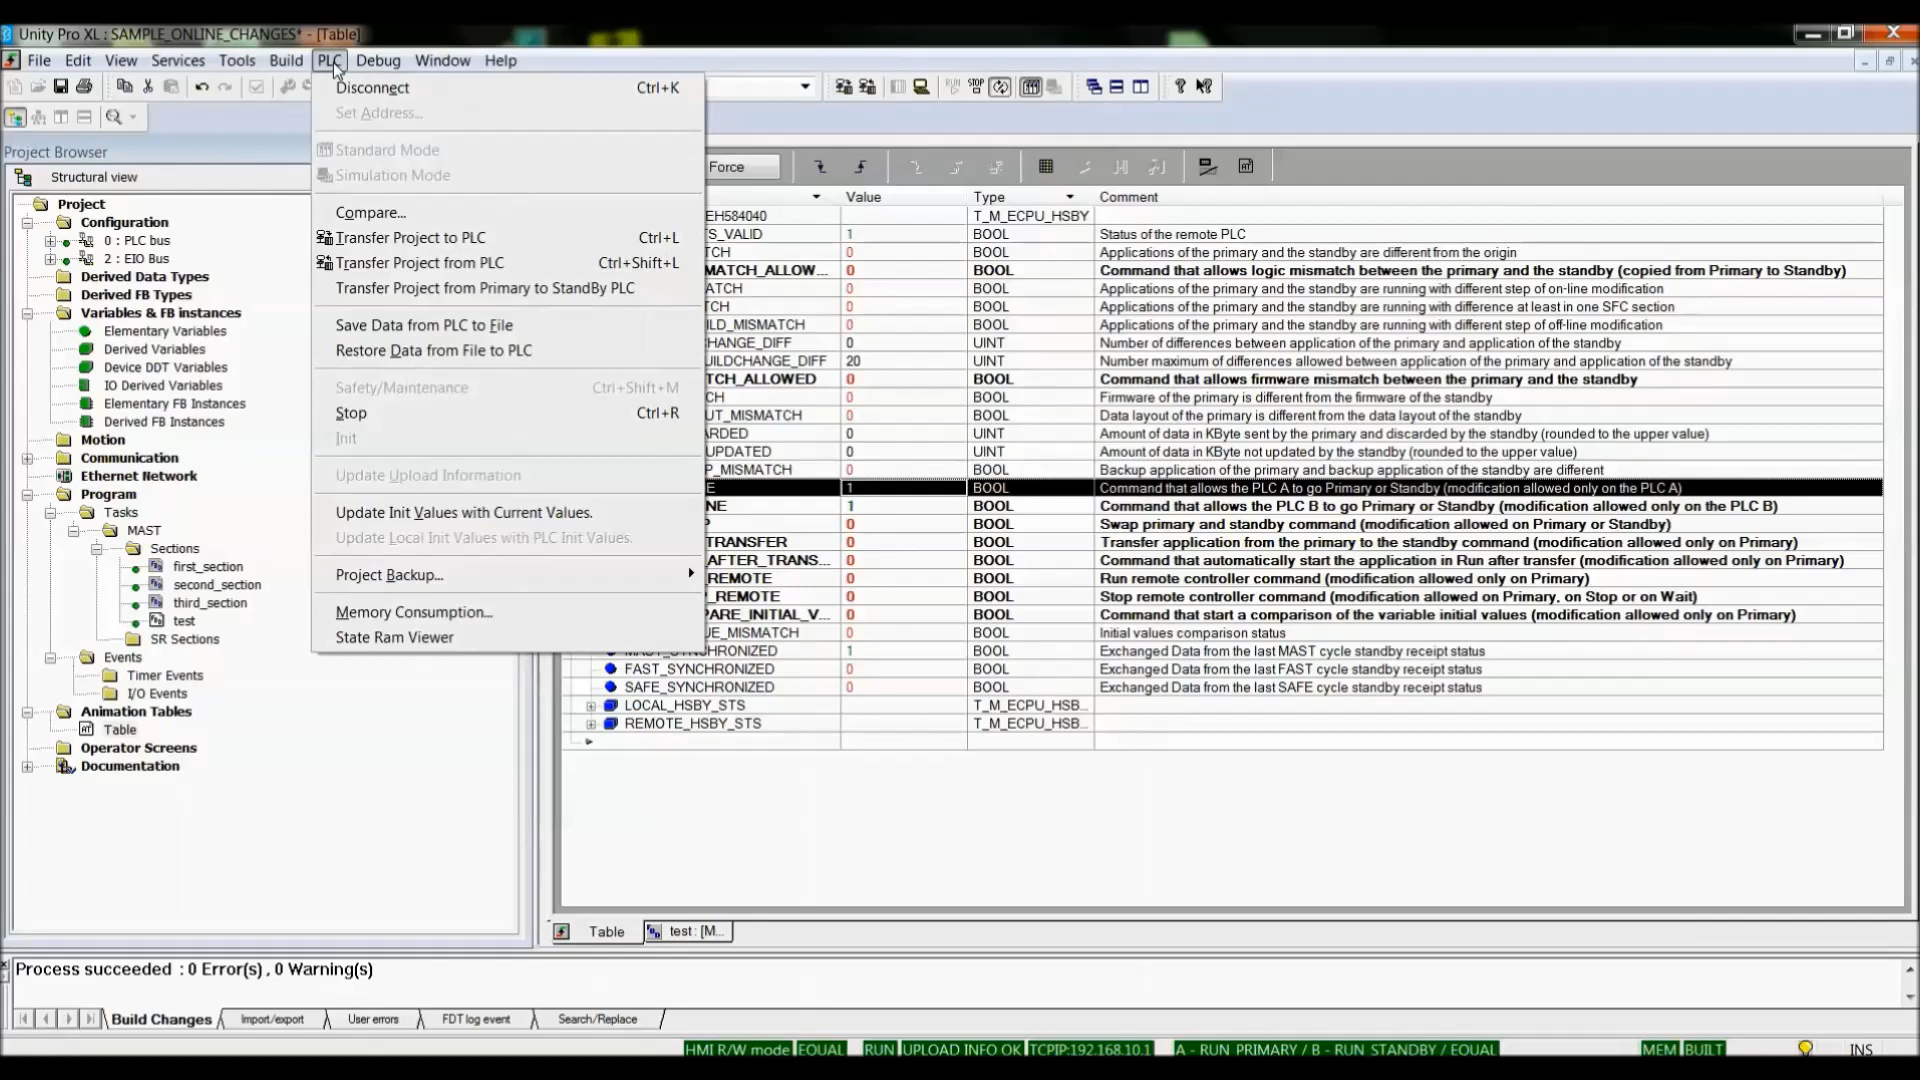 Unity Pro XL : SAMPLE_ONLINE_CHANGES* - [Table]
File Edit View Services Tools Build PLC Debug Window Help
Project Browser
Structural view
Project
Configuration
0 : PLC bus
2 : EIO Bus
Derived Data Types
Derived FB Types
Variables & FB instances
Elementary Variables
Derived Variables
Device DDT Variables
IO Derived Variables
Elementary FB Instances
Derived FB Instances
Motion
Communication
Ethernet Network
Program
Tasks
MAST
Sections
first_section
second_section
third_section
test
SR Sections
Events
Timer Events
I/O Events
Animation Tables
Table
Operator Screens
Documentation
Disconnect Ctrl+K
Set Address...
Standard Mode
Simulation Mode
Compare...
Transfer Project to PLC Ctrl+L
Transfer Project from PLC Ctrl+Shift+L
Transfer Project from Primary to StandBy PLC
Save Data from PLC to File
Restore Data from File to PLC
Safety/Maintenance Ctrl+Shift+M
Stop Ctrl+R
Init
Update Upload Information
Update Init Values with Current Values.
Update Local Init Values with PLC Init Values.
Project Backup...
Memory Consumption...
State Ram Viewer
STOP
Force
Value Type Comment
EH584040 T_M_ECPU_HSBY
S_VALID 1 BOOL Status of the remote PLC
TCH 0 BOOL Applications of the primary and the standby are different from the origin
MATCH_ALLOW... 0 BOOL Command that allows logic mismatch between the primary and the standby (copied from Primary to Standby)
ATCH 0 BOOL Applications of the primary and the standby are running with different step of on-line modification
TCH 0 BOOL Applications of the primary and the standby are running with difference at least in one SFC section
ILD_MISMATCH 0 BOOL Applications of the primary and the standby are running with different step of off-line modification
HANGE_DIFF 0 UINT Number of differences between application of the primary and application of the standby
UILDCHANGE_DIFF 20 UINT Number maximum of differences allowed between application of the primary and application of the standby
TCH_ALLOWED 0 BOOL Command that allows firmware mismatch between the primary and the standby
CH 0 BOOL Firmware of the primary is different from the firmware of the standby
UT_MISMATCH 0 BOOL Data layout of the primary is different from the data layout of the standby
ARDED 0 UINT Amount of data in KByte sent by the primary and discarded by the standby (rounded to the upper value)
UPDATED 0 UINT Amount of data in KByte not updated by the standby (rounded to the upper value)
P_MISMATCH 0 BOOL Backup application of the primary and backup application of the standby are different
E 1 BOOL Command that allows the PLC A to go Primary or Standby (modification allowed only on the PLC A)
NE 1 BOOL Command that allows the PLC B to go Primary or Standby (modification allowed only on the PLC B)
P 0 BOOL Swap primary and standby command (modification allowed on Primary or Standby)
TRANSFER 0 BOOL Transfer application from the primary to the standby command (modification allowed only on Primary)
_AFTER_TRANS... 0 BOOL Command that automatically start the application in Run after transfer (modification allowed only on Primary)
_REMOTE 0 BOOL Run remote controller command (modification allowed only on Primary)
P_REMOTE 0 BOOL Stop remote controller command (modification allowed on Primary, on Stop or on Wait)
PARE_INITIAL_V... 0 BOOL Command that start a comparison of the variable initial values (modification allowed only on Primary)
UE_MISMATCH 0 BOOL Initial values comparison status
MAST_SYNCHRONIZED 1 BOOL Exchanged Data from the last MAST cycle standby receipt status
FAST_SYNCHRONIZED 0 BOOL Exchanged Data from the last FAST cycle standby receipt status
SAFE_SYNCHRONIZED 0 BOOL Exchanged Data from the last SAFE cycle standby receipt status
LOCAL_HSBY_STS T_M_ECPU_HSB...
REMOTE_HSBY_STS T_M_ECPU_HSB...
Table test : [M...
Process succeeded : 0 Error(s) , 0 Warning(s)
Build Changes Import/export User errors FDT log event Search/Replace
HMI R/W mode EQUAL RUN UPLOAD INFO OK TCPIP:192.168.10.1 A - RUN PRIMARY / B - RUN STANDBY / EQUAL MEM BUILT INS